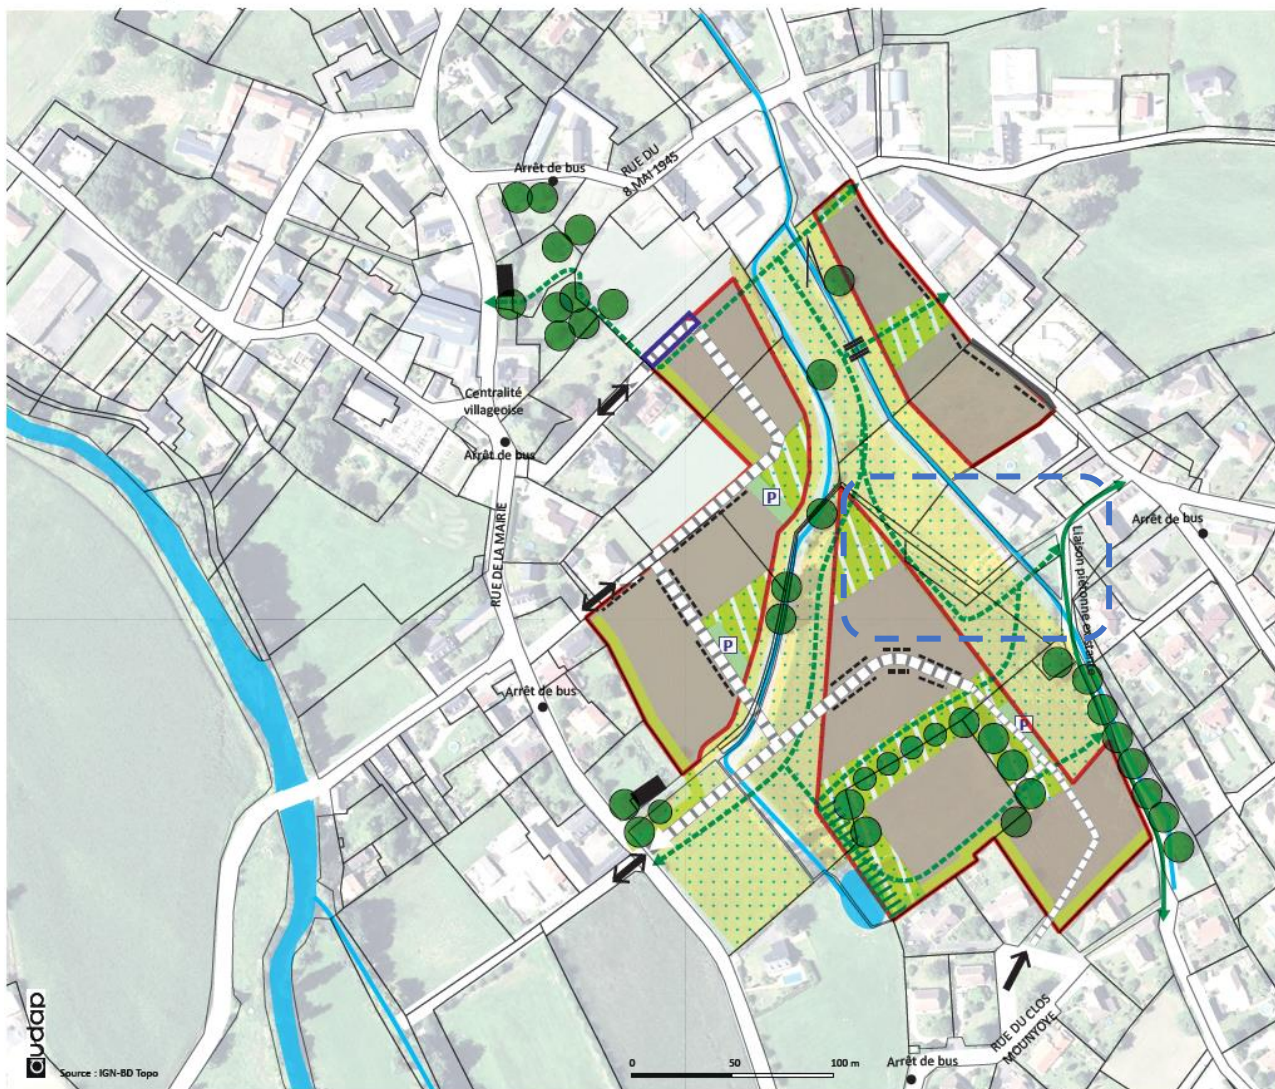 Arrêt de bus
RUE DU
8 MAI 1945
Centralité
villageoise
Arrêt de bus
RUE DE LA MAIRIE
P
Arrêt de bus
Liaison piétonne existante
P
Arrêt de bus
P
RUE DU CLOS
MOUNYOYE
Arrêt de bus
audap
Source : IGN-BD Topo
0 50 100 m